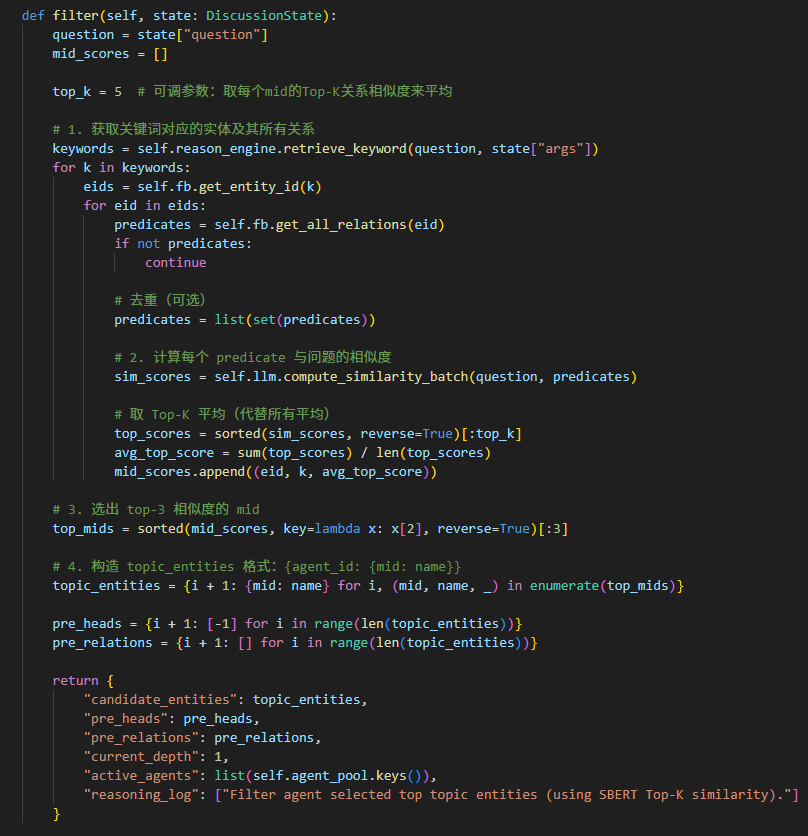 def filter(self, state: DiscussionState):
    question = state["question"]
    mid_scores = []

    top_k = 5  # 可调参数：取每个mid的Top-K关系相似度来平均

    # 1. 获取关键词对应的实体及其所有关系
    keywords = self.reason_engine.retrieve_keyword(question, state["args"])
    for k in keywords:
        eids = self.fb.get_entity_id(k)
        for eid in eids:
            predicates = self.fb.get_all_relations(eid)
            if not predicates:
                continue

            # 去重（可选）
            predicates = list(set(predicates))

            # 2. 计算每个 predicate 与问题的相似度
            sim_scores = self.llm.compute_similarity_batch(question, predicates)

            # 取 Top-K 平均（代替所有平均）
            top_scores = sorted(sim_scores, reverse=True)[:top_k]
            avg_top_score = sum(top_scores) / len(top_scores)
            mid_scores.append((eid, k, avg_top_score))

    # 3. 选出 top-3 相似度的 mid
    top_mids = sorted(mid_scores, key=lambda x: x[2], reverse=True)[:3]

    # 4. 构造 topic_entities 格式：{agent_id: {mid: name}}
    topic_entities = {i + 1: {mid: name} for i, (mid, name, _) in enumerate(top_mids)}

    pre_heads = {i + 1: [-1] for i in range(len(topic_entities))}
    pre_relations = {i + 1: [] for i in range(len(topic_entities))}

    return {
        "candidate_entities": topic_entities,
        "pre_heads": pre_heads,
        "pre_relations": pre_relations,
        "current_depth": 1,
        "active_agents": list(self.agent_pool.keys()),
        "reasoning_log": ["Filter agent selected top topic entities (using SBERT Top-K similarity)."]
    }